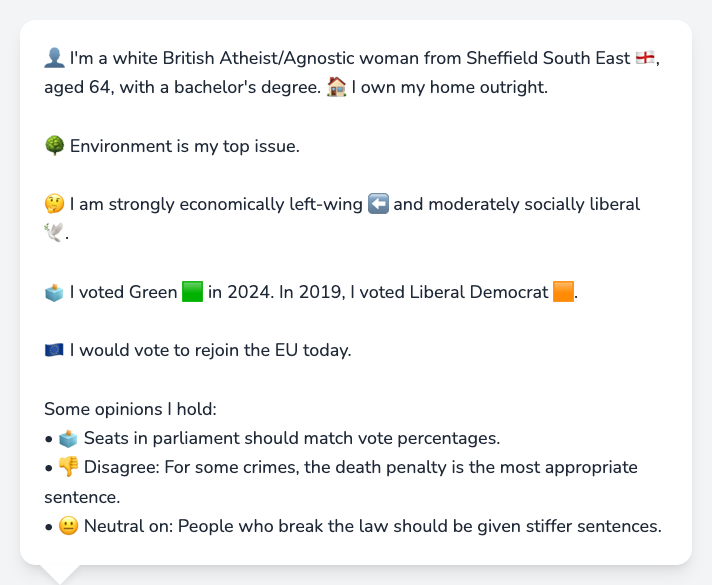 👤 I'm a white British Atheist/Agnostic woman from Sheffield South East 🏴󠁧󠁢󠁥󠁮󠁧󠁿,
aged 64, with a bachelor's degree. 🏠 I own my home outright.
🌳 Environment is my top issue.
🤔 I am strongly economically left-wing ⬅️ and moderately socially liberal
🕊️.
🗳️ I voted Green 🟩 in 2024. In 2019, I voted Liberal Democrat 🟧.
🇪🇺 I would vote to rejoin the EU today.
Some opinions I hold:
• 🗳️ Seats in parliament should match vote percentages.
• 👎 Disagree: For some crimes, the death penalty is the most appropriate
sentence.
• 😐 Neutral on: People who break the law should be given stiffer sentences.